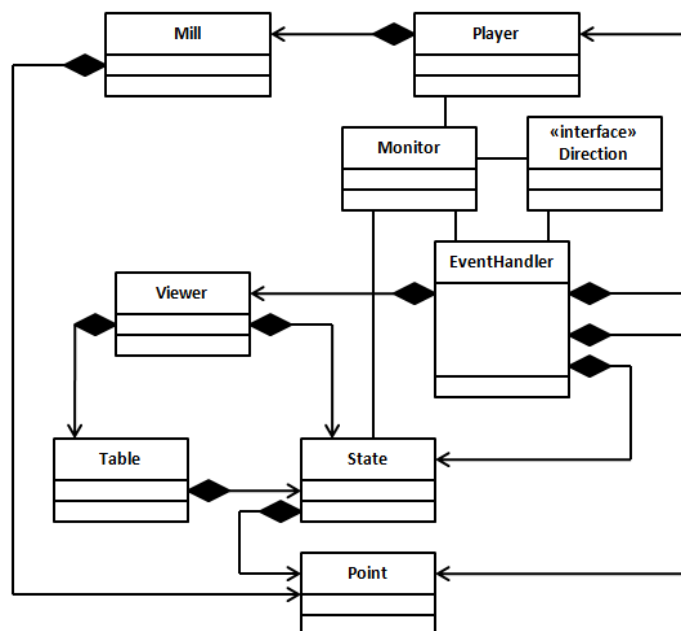 Mill
Player
Monitor
«interface»
Direction
EventHandler
Viewer
Table
State
Point